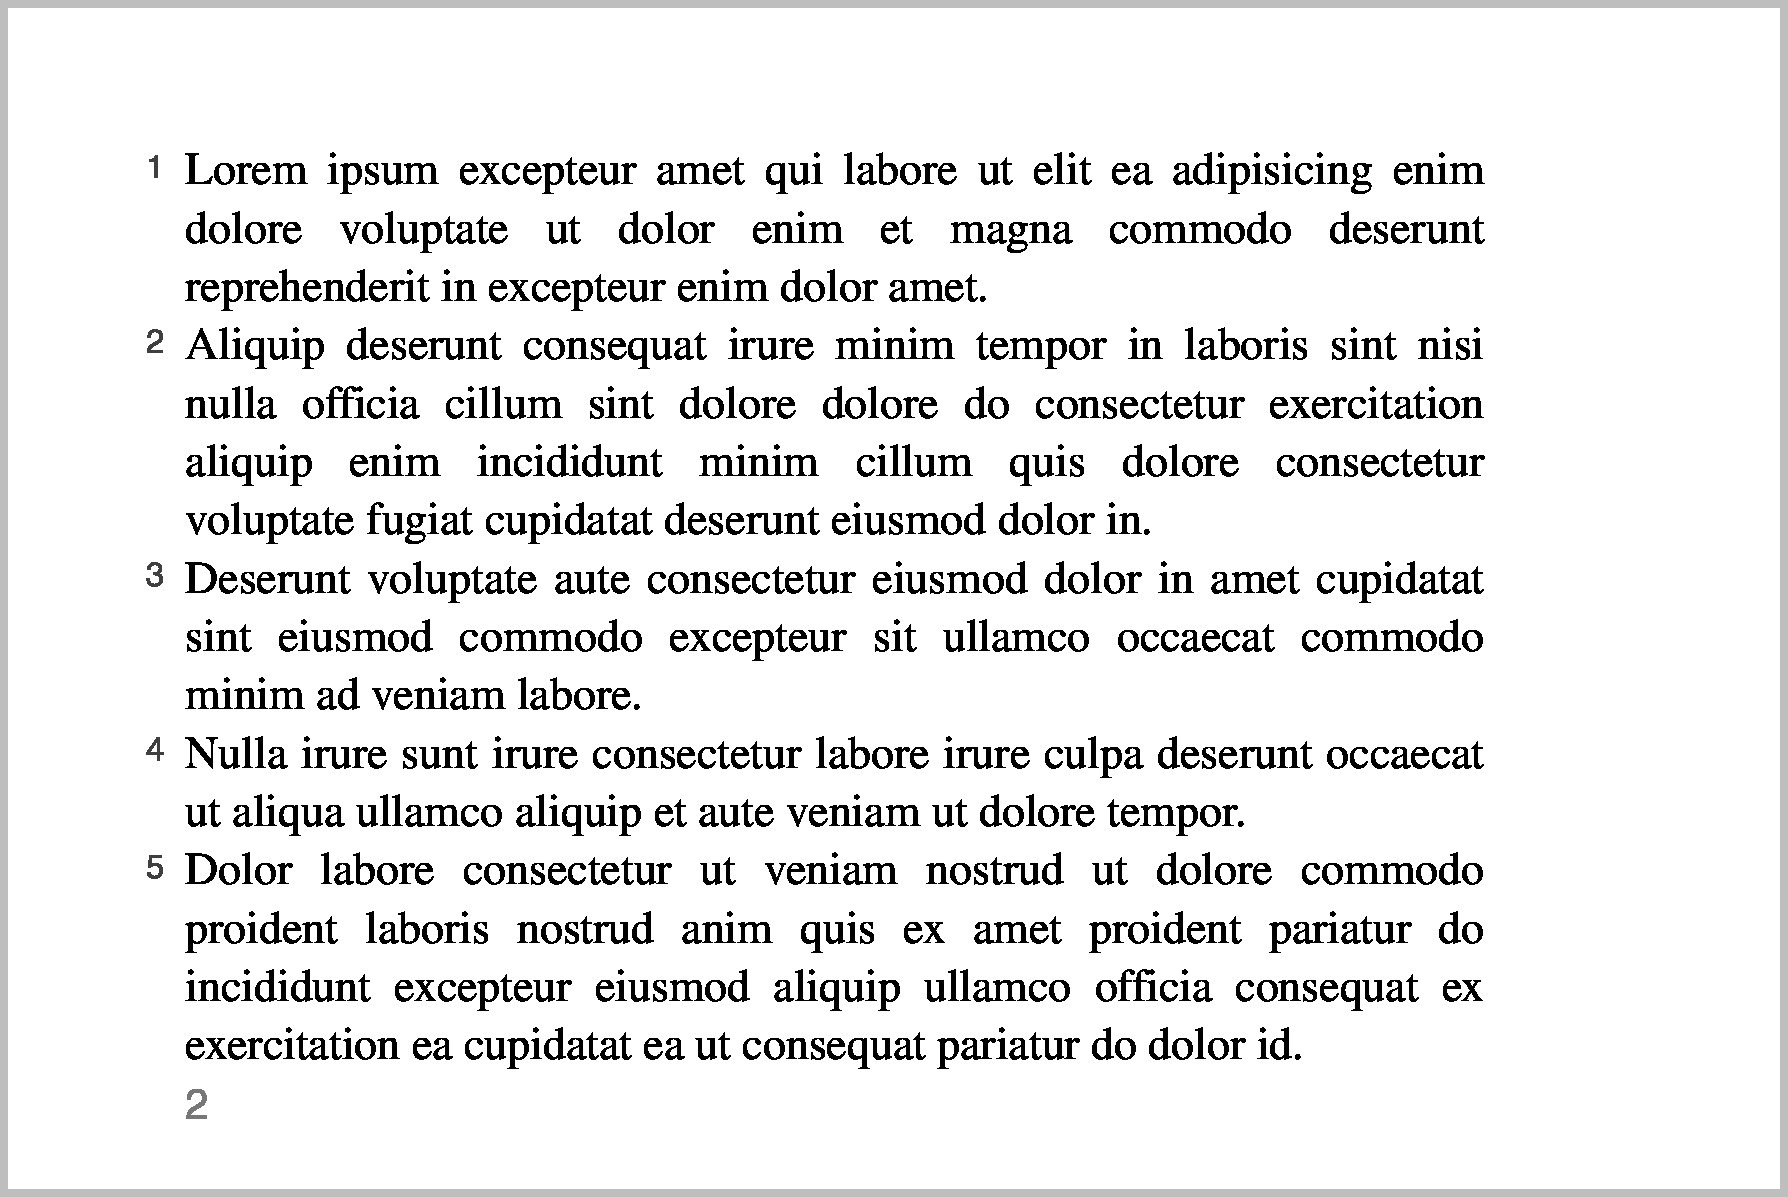 1 Lorem ipsum excepteur amet qui labore ut elit ea adipisicing enim
dolore voluptate ut dolor enim et magna commodo deserunt
reprehenderit in excepteur enim dolor amet.
2 Aliquip deserunt consequat irure minim tempor in laboris sint nisi
nulla officia cillum sint dolore dolore do consectetur exercitation
aliquip enim incididunt minim cillum quis dolore consectetur
voluptate fugiat cupidatat deserunt eiusmod dolor in.
3 Deserunt voluptate aute consectetur eiusmod dolor in amet cupidatat
sint eiusmod commodo excepteur sit ullamco occaecat commodo
minim ad veniam labore.
4 Nulla irure sunt irure consectetur labore irure culpa deserunt occaecat
ut aliqua ullamco aliquip et aute veniam ut dolore tempor.
5 Dolor labore consectetur ut veniam nostrud ut dolore commodo
proident laboris nostrud anim quis ex amet proident pariatur do
incididunt excepteur eiusmod aliquip ullamco officia consequat ex
exercitation ea cupidatat ea ut consequat pariatur do dolor id.
2